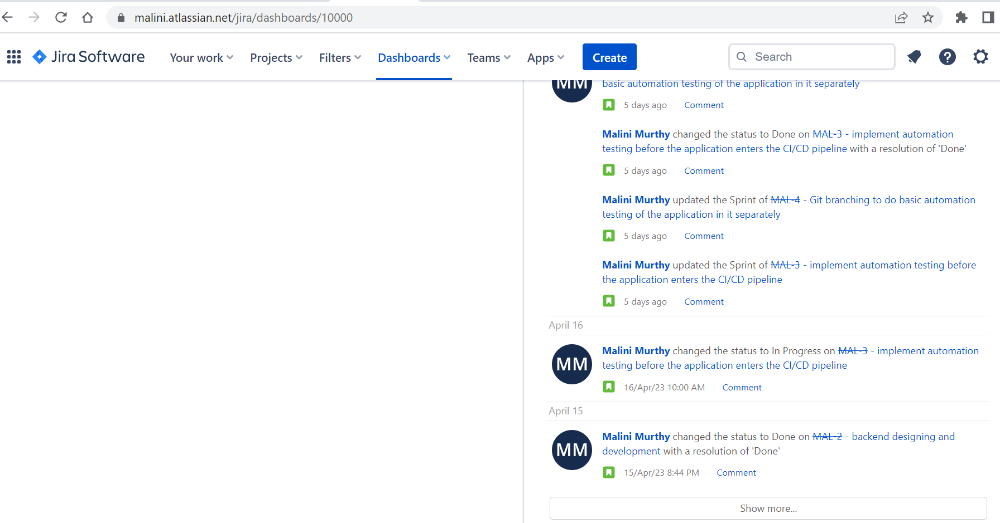 malini.atlassian.net/jira/dashboards/10000
Jira Software Your work Projects Filters Dashboards Teams Apps Create Search
MM basic automation testing of the application in it separately
5 days ago Comment
Malini Murthy changed the status to Done on MAL-3 - implement automation
testing before the application enters the CI/CD pipeline with a resolution of 'Done'
5 days ago Comment
Malini Murthy updated the Sprint of MAL-4 - Git branching to do basic automation
testing of the application in it separately
5 days ago Comment
Malini Murthy updated the Sprint of MAL-3 - implement automation testing before
the application enters the CI/CD pipeline
5 days ago Comment
April 16
MM Malini Murthy changed the status to In Progress on MAL-3 - implement automation
testing before the application enters the CI/CD pipeline
16/Apr/23 10:00 AM Comment
April 15
MM Malini Murthy changed the status to Done on MAL-2 - backend designing and
development with a resolution of 'Done'
15/Apr/23 8:44 PM Comment
Show more...